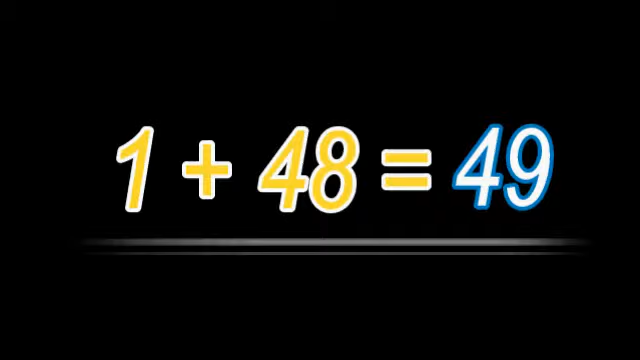 1 + 48 = 49